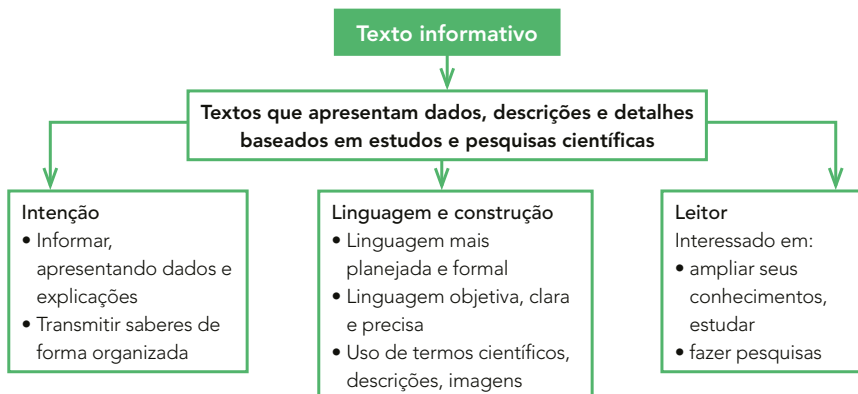 Texto informativo
Textos que apresentam dados, descrições e detalhes
baseados em estudos e pesquisas científicas
Intenção
• Informar,
apresentando dados e
explicações
• Transmitir saberes de
forma organizada
Linguagem e construção
• Linguagem mais
planejada e formal
• Linguagem objetiva, clara
e precisa
• Uso de termos científicos,
descrições, imagens
Leitor
Interessado em:
• ampliar seus
conhecimentos,
estudar
• fazer pesquisas